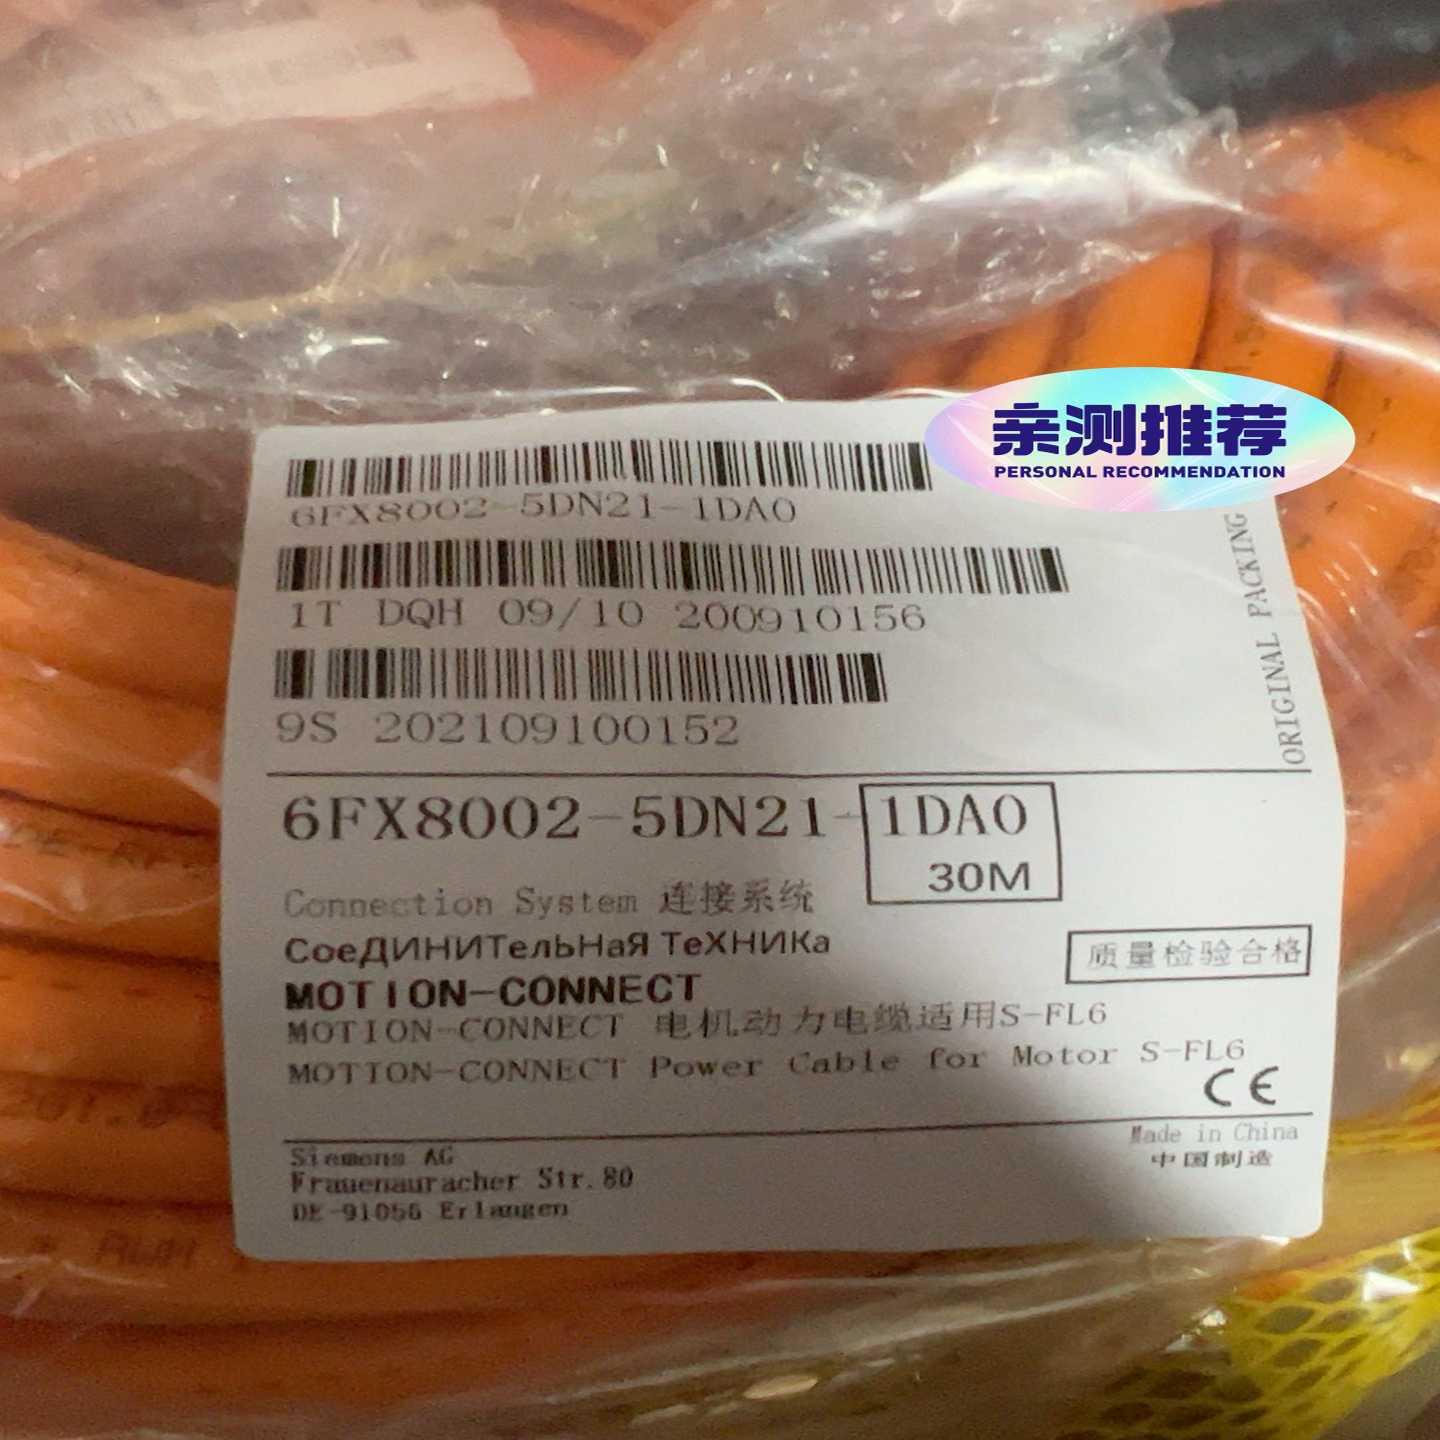 亲测推荐
PERSONAL RECOMMENDATION
6FX8002-5DN21-1DA0
1T DQH 09/10 200910156
9S 202109100152
ORIGINAL PACKING
6FX8002-5DN21-1DA0
30M
Connection System 连接系统
СоеДИНИТелЬНаЯ ТеХНИКа
质量检验合格
MOTION-CONNECT
MOTION-CONNECT 电机动力电缆适用S-FL6
MOTION-CONNECT Power Cable for Motor S-FL6
CE
Made in China
中国制造
Siemens AG
Frauenauracher Str.80
DE-91056 Erlangen